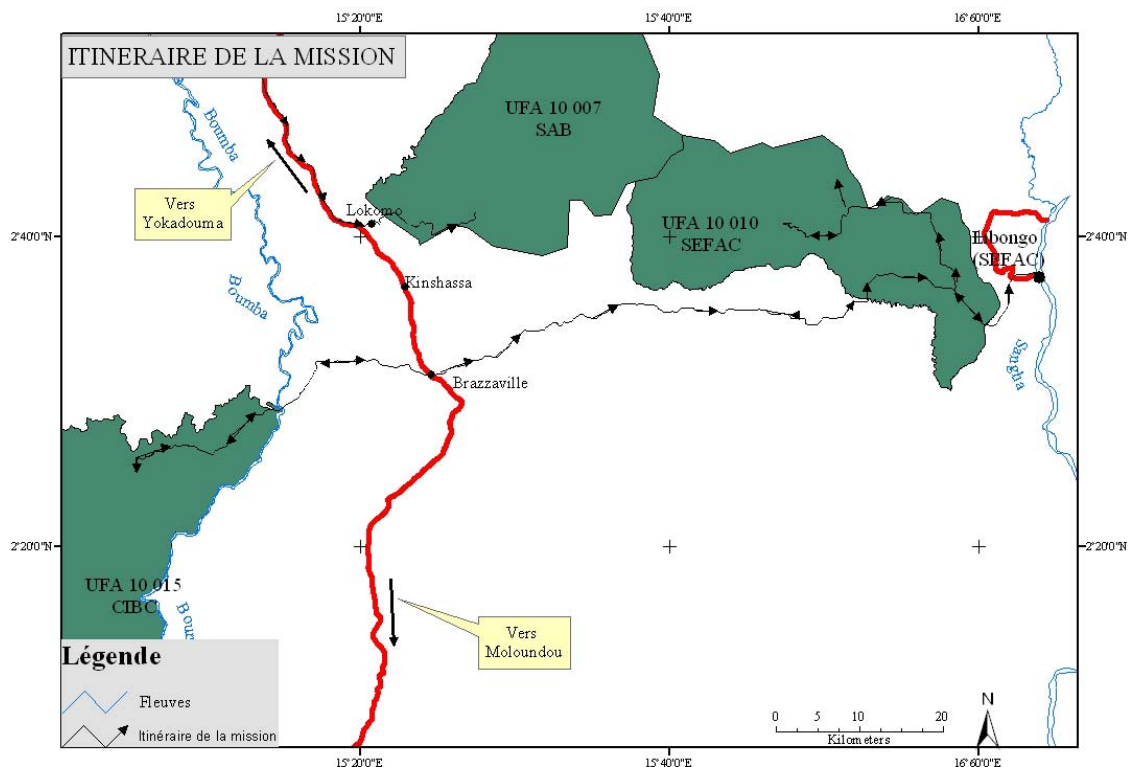 15°20'0"E
15°40'0"E
16°60'0"E
ITINERAIRE DE LA MISSION
Boumba
UFA 10 007
SAB
Vers
Yokadouma
Lokomo
2°40'0"N
UFA 10 010
SEFAC
Libongo
(SEFAC)
2°40'0"N
Kinshassa
Boumba
Sangha
Brazzaville
2°20'0"N
2°20'0"N
UFA 10 015
CIBC
Vers
Moloundou
Légende
Fleuves
Itinéraire de la mission
N
0 5 10 20
Kilometers
15°20'0"E
15°40'0"E
16°60'0"E